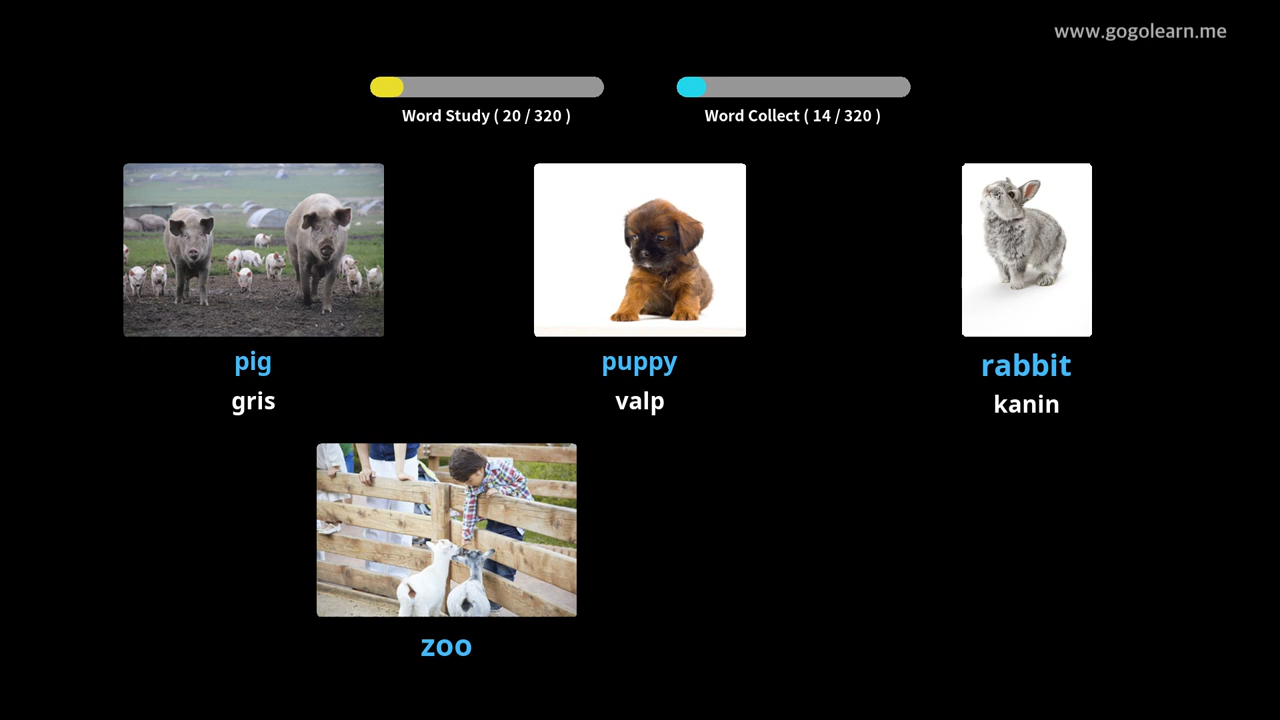 www.gogolearn.me
Word Study ( 20 / 320 )
Word Collect ( 14 / 320 )
pig
gris
puppy
valp
rabbit
kanin
zoo